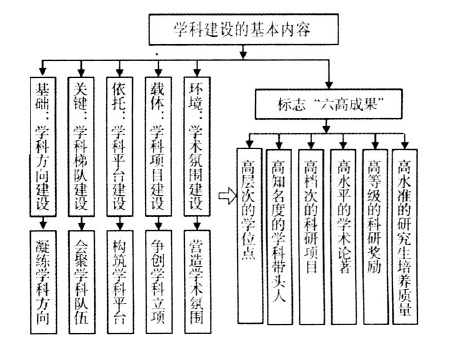 学科建设的基本内容
基础：学科方向建设
关键：学科梯队建设
依托：学科平台建设
载体：学科项目建设
环境：学术氛围建设
标志“六高成果”
凝练学科方向
会聚学科队伍
构筑学科平台
争创学科立项
营造学术氛围
高层次的学位点
高知名度的学科带头人
高档次的科研项目
高水平的学术论著
高等级的科研奖励
高水准的研究生培养质量